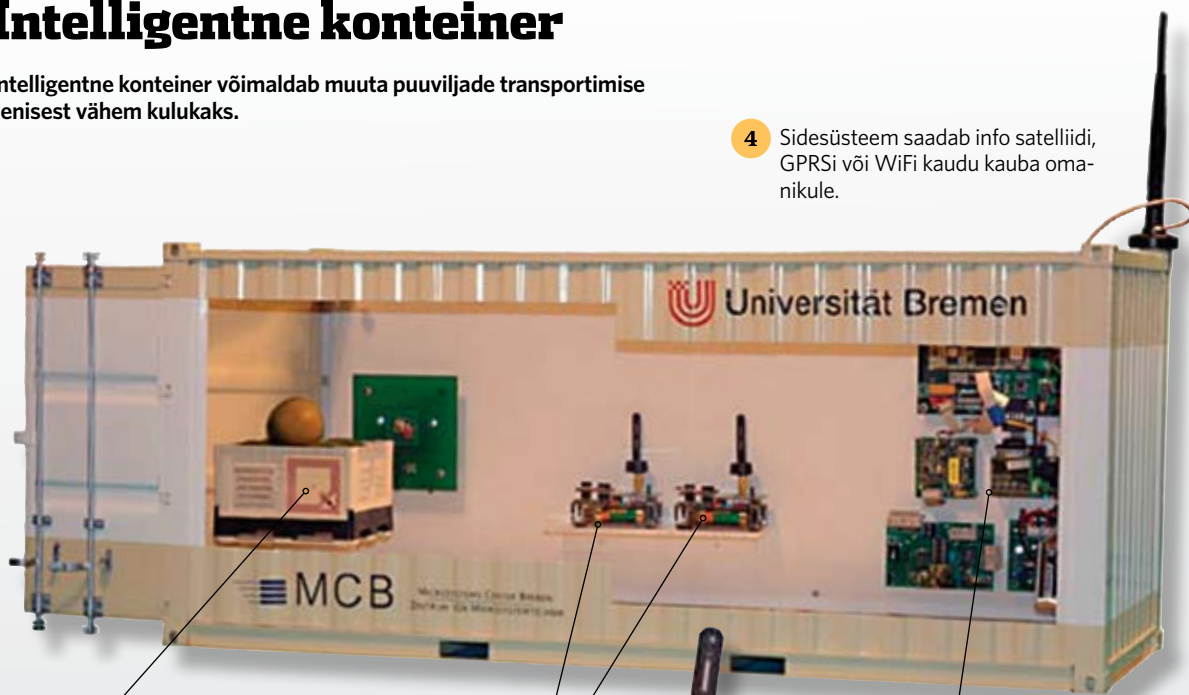 Intelligentne konteiner
ntelligentne konteiner võimaldab muuta puuviljade transportimise
enisest vähem kulukaks.
4 Sidesüsteem saadab info satelliidi,
GPRSi või WiFi kaudu kauba oma-
nikule.
Universität Bremen
MCB